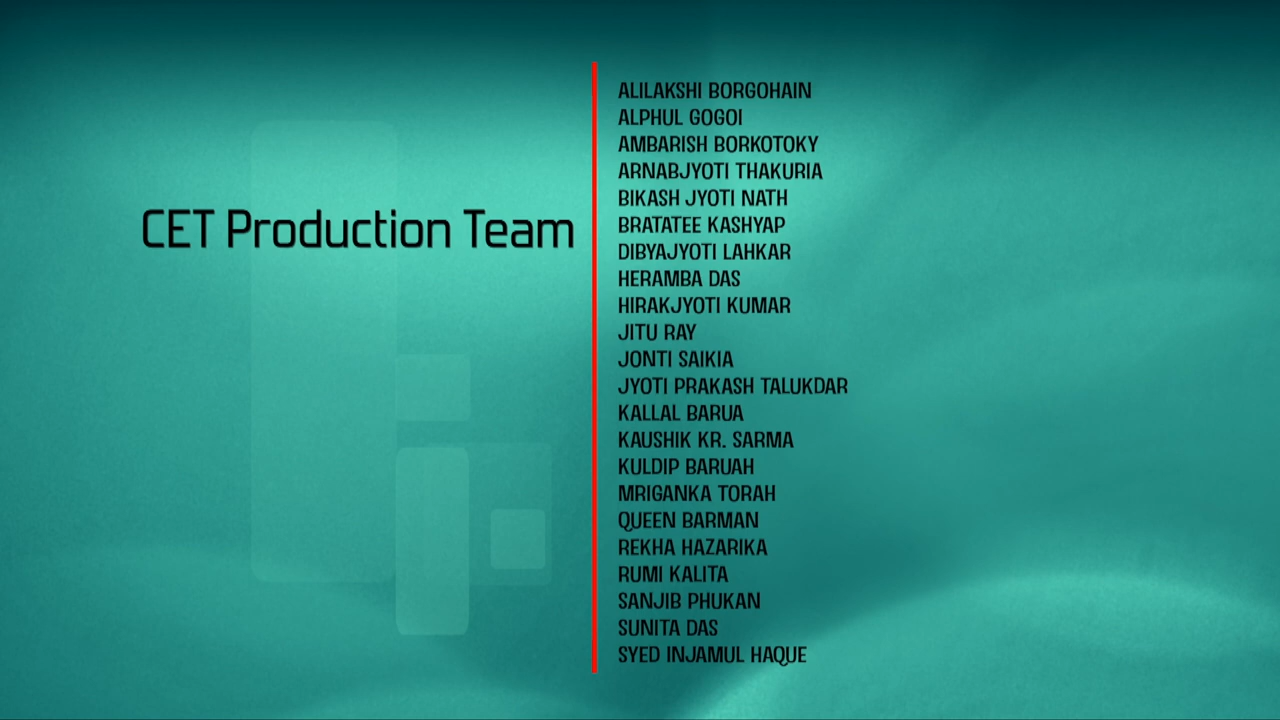 CET Production Team
ALILAKSHI BORGOHAIN
ALPHUL GOGOI
AMBARISH BORKOTOKY
ARNABJYOTI THAKURIA
BIKASH JYOTI NATH
BRATATEE KASHYAP
DIBYAJYOTI LAHKAR
HERAMBA DAS
HIRAKJYOTI KUMAR
JITU RAY
JONTI SAIKIA
JYOTI PRAKASH TALUKDAR
KALLAL BARUA
KAUSHIK KR. SARMA
KULDIP BARUAH
MRIGANKA TORAH
QUEEN BARMAN
REKHA HAZARIKA
RUMI KALITA
SANJIB PHUKAN
SUNITA DAS
SYED INJAMUL HAQUE